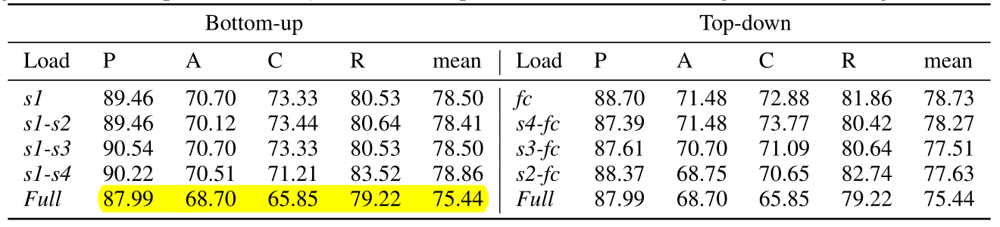 Bottom-up Top-down
Load P A C R mean Load P A C R mean
s1 89.46 70.70 73.33 80.53 78.50 fc 88.70 71.48 72.88 81.86 78.73
s1-s2 89.46 70.12 73.44 80.64 78.41 s4-fc 87.39 71.48 73.77 80.42 78.27
s1-s3 90.54 70.70 73.33 80.53 78.50 s3-fc 87.61 70.70 71.09 80.64 77.51
s1-s4 90.22 70.51 71.21 83.52 78.86 s2-fc 88.37 68.75 70.65 82.74 77.63
Full 87.99 68.70 65.85 79.22 75.44 Full 87.99 68.70 65.85 79.22 75.44